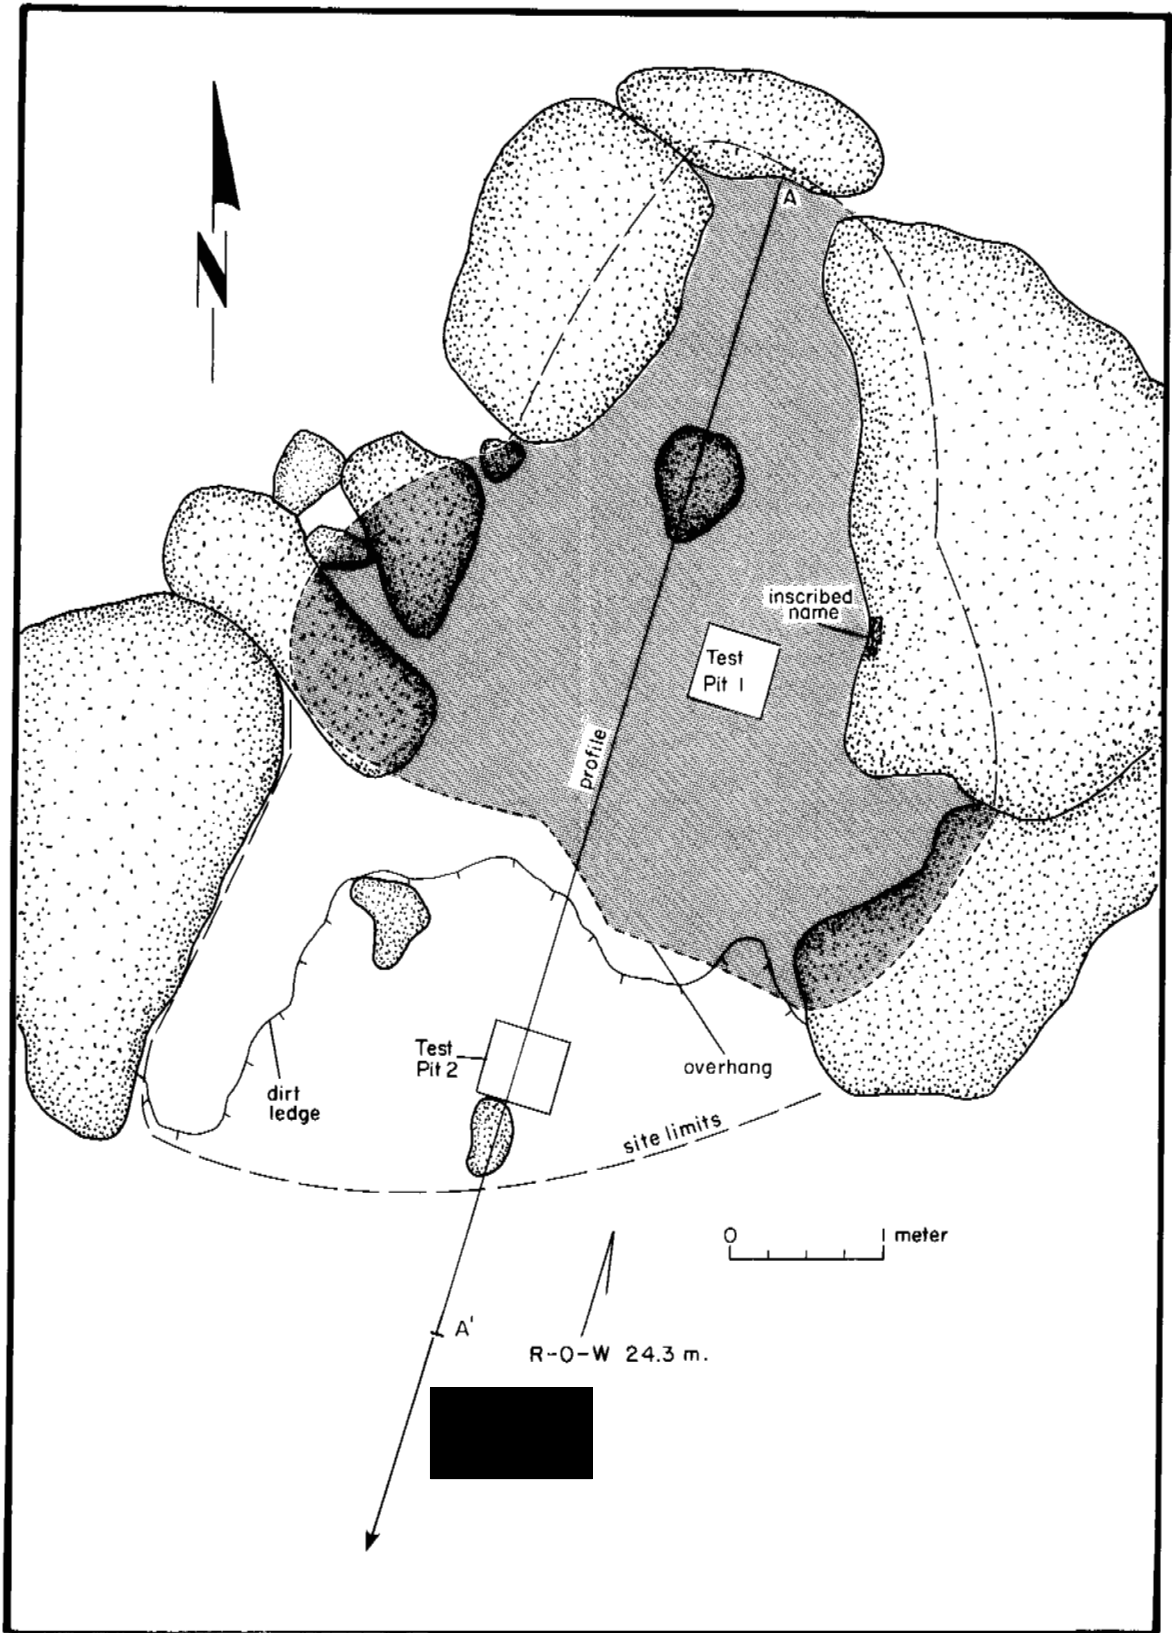 N
A
inscribed
name
Test
Pit 1
profile
Test
Pit 2
overhang
dirt
ledge
site limits
0 1 meter
A'
R-O-W 24.3 m.